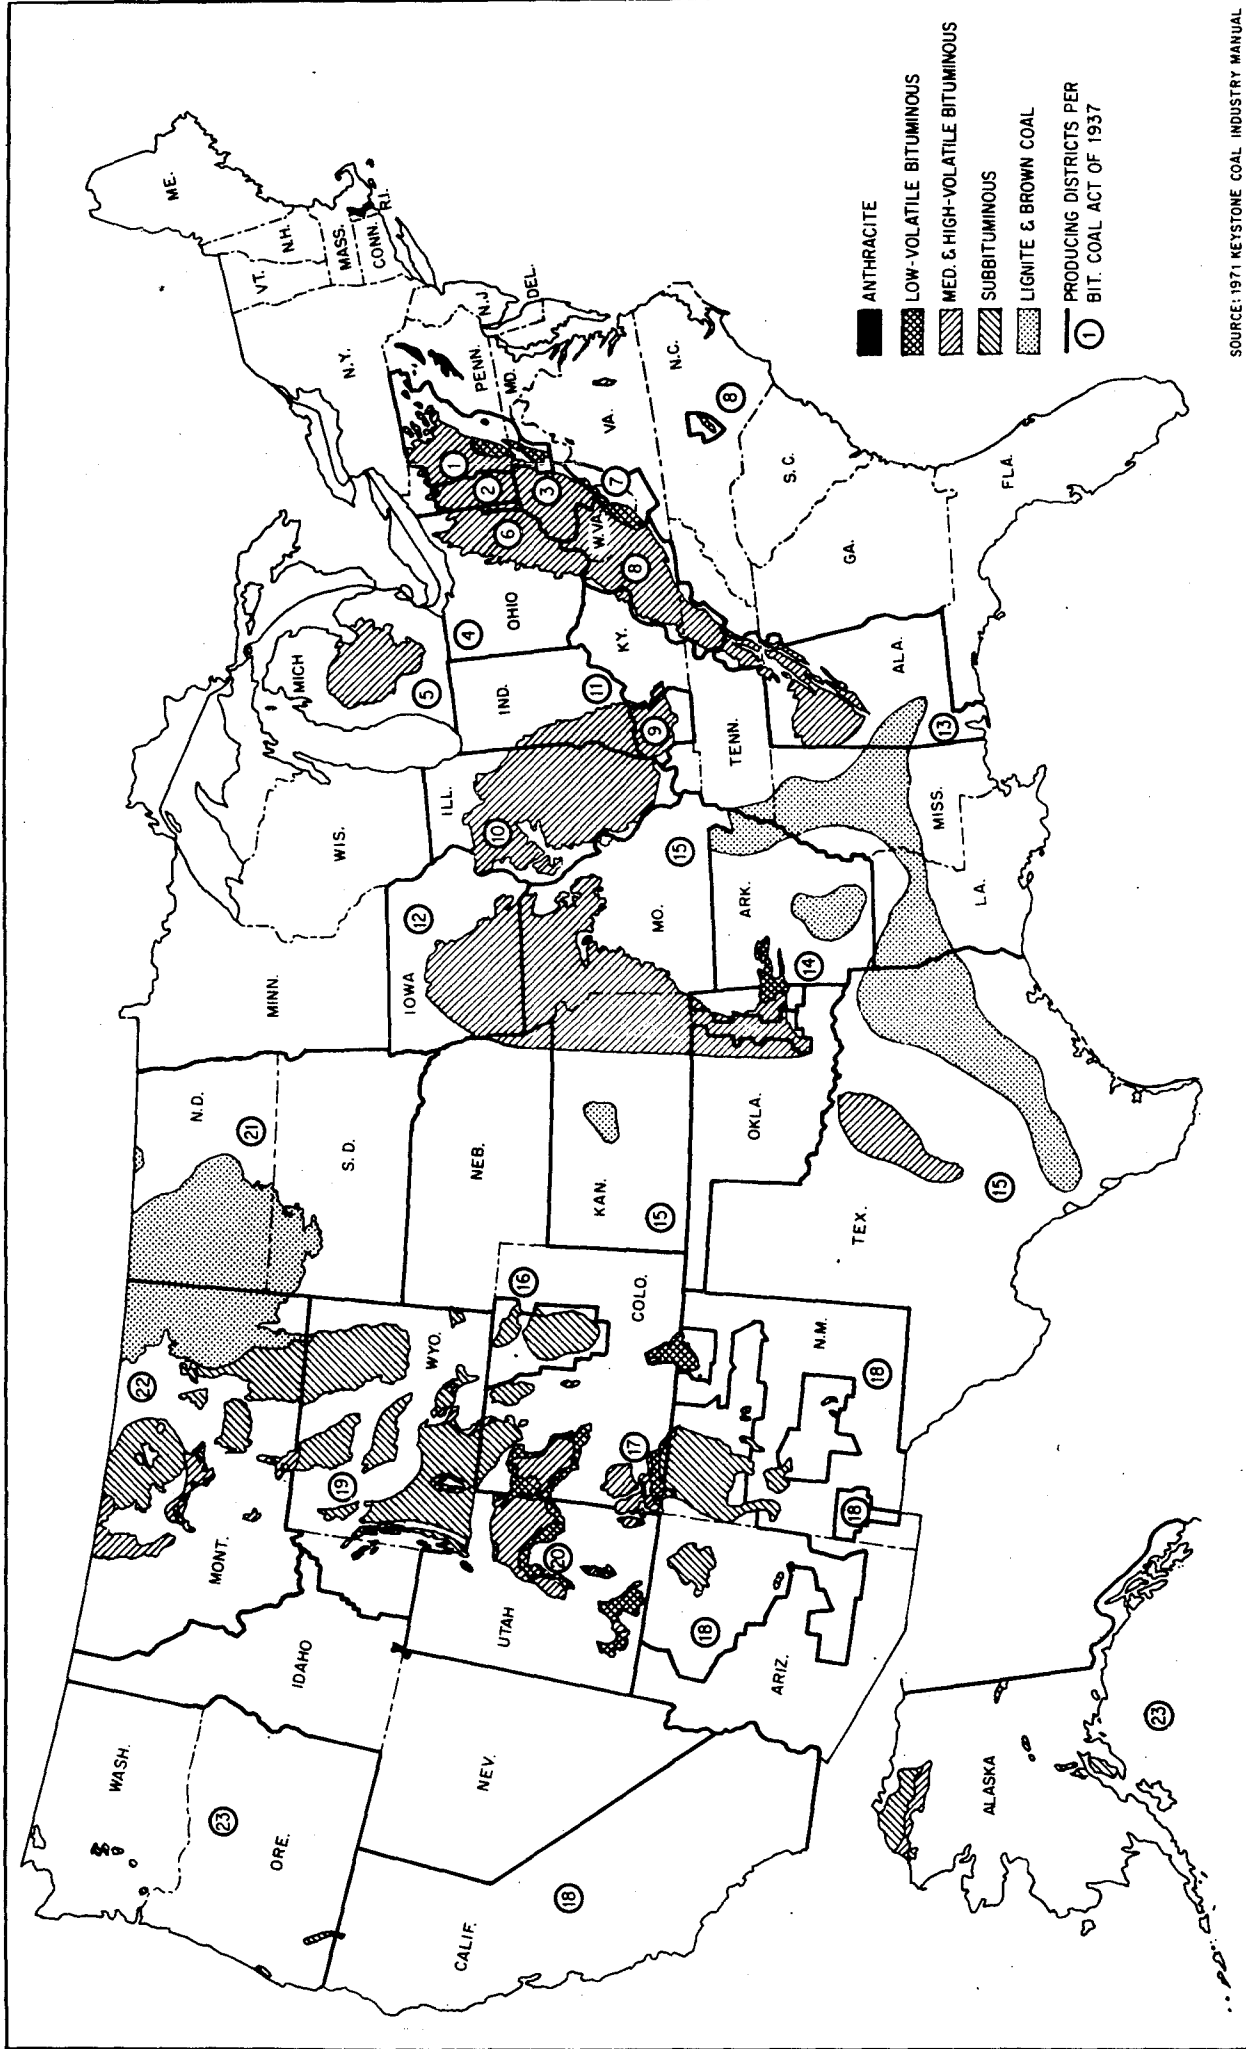 WASH.
ORE.
23
CALIF.
18
NEV.
IDAHO
MONT.
22
WYO.
19
UTAH
20
ARIZ.
18
COLO.
16
17
N.M.
18
18
N.D.
21
S.D.
NEB.
KAN.
15
OKLA.
TEX.
15
MINN.
IOWA
12
MO.
15
ARK.
14
LA.
WIS.
ILL.
10
MICH
5
IND.
11
OHIO
4
6
KY.
9
TENN.
MISS.
ALA.
13
GA.
FLA.
S.C.
N.C.
8
VA.
7
W.VA.
8
3
2
1
PENN.
MD.
DEL.
N.J.
N.Y.
CONN.
R.I.
MASS.
VT.
N.H.
ME.
ALASKA
23
ANTHRACITE
LOW-VOLATILE BITUMINOUS
MED. & HIGH-VOLATILE BITUMINOUS
SUBBITUMINOUS
LIGNITE & BROWN COAL
1
PRODUCING DISTRICTS PER
BIT. COAL ACT OF 1937
SOURCE: 1971 KEYSTONE COAL INDUSTRY MANUAL